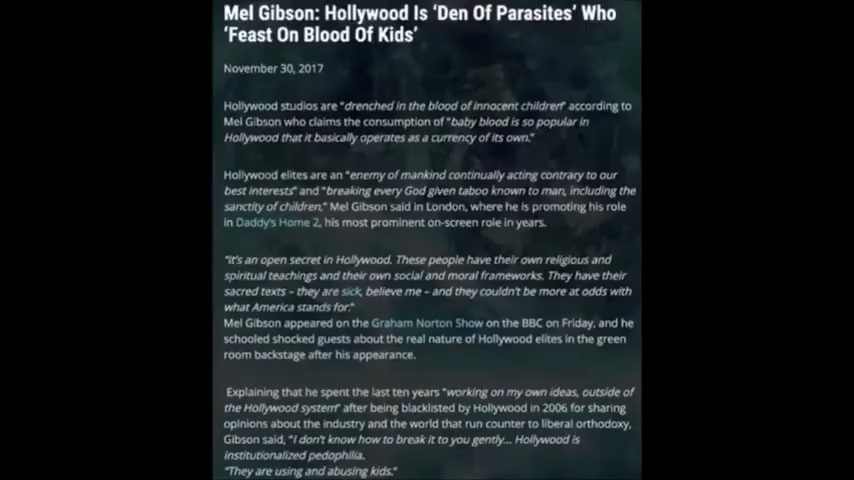 Mel Gibson: Hollywood Is ‘Den Of Parasites’ Who
‘Feast On Blood Of Kids’
November 30, 2017
Hollywood studios are “drenched in the blood of innocent children” according to
Mel Gibson who claims the consumption of “baby blood is so popular in
Hollywood that it basically operates as a currency of its own.”
Hollywood elites are an “enemy of mankind continually acting contrary to our
best interests” and “breaking every God given taboo known to man, including the
sanctity of children,” Mel Gibson said in London, where he is promoting his role
in Daddy’s Home 2, his most prominent on-screen role in years.
“It’s an open secret in Hollywood. These people have their own religious and
spiritual teachings and their own social and moral frameworks. They have their
sacred texts – they are sick, believe me – and they couldn’t be more at odds with
what America stands for.”
Mel Gibson appeared on the Graham Norton Show on the BBC on Friday, and he
schooled shocked guests about the real nature of Hollywood elites in the green
room backstage after his appearance.
Explaining that he spent the last ten years “working on my own ideas, outside of
the Hollywood system” after being blacklisted by Hollywood in 2006 for sharing
opinions about the industry and the world that run counter to liberal orthodoxy,
Gibson said, “I don’t know how to break it to you gently... Hollywood is
institutionalized pedophilia.
“They are using and abusing kids.”